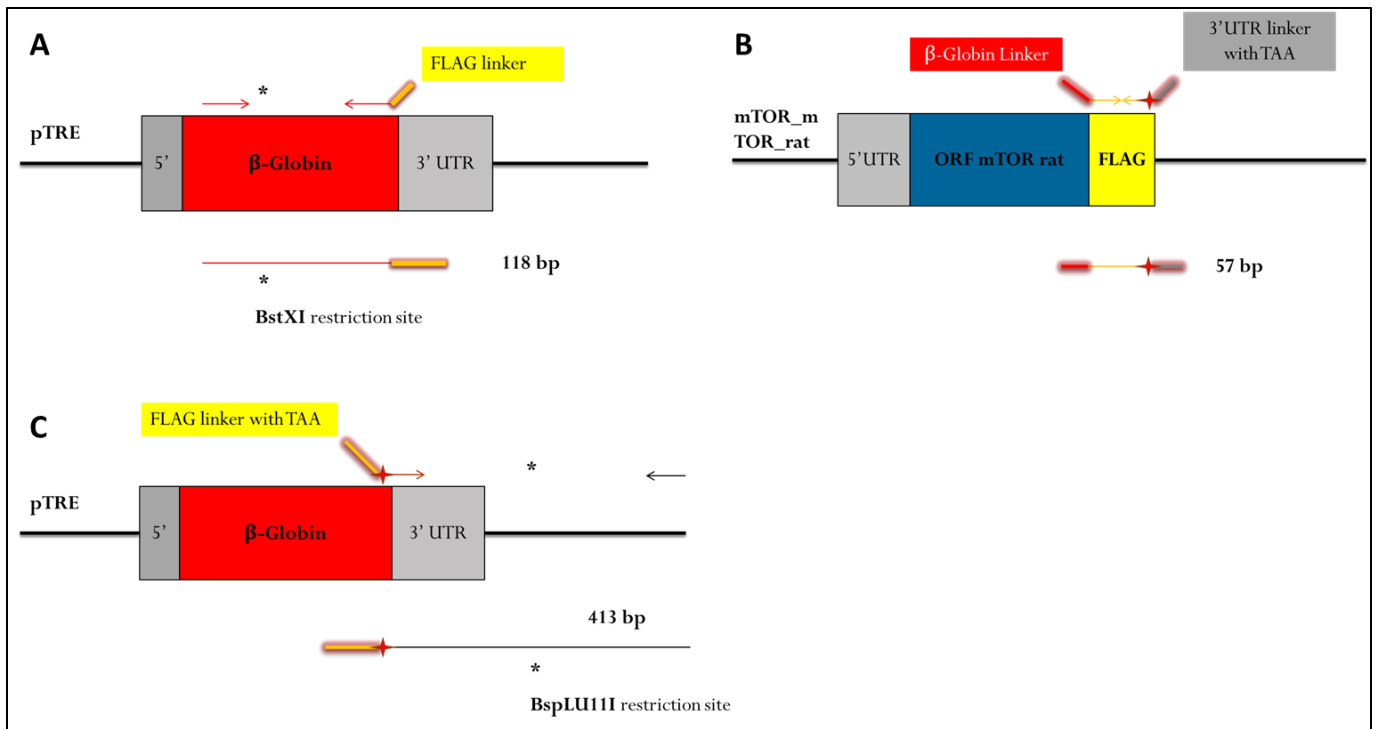 A
FLAG linker
*
pTRE
5’
β-Globin
3’ UTR
118 bp
*
BstXI restriction site
B
β-Globin Linker
3’UTR linker
with TAA
mTOR_m
TOR_rat
5’UTR
ORF mTOR rat
FLAG
57 bp
C
FLAG linker with TAA
*
pTRE
5’
β-Globin
3’ UTR
413 bp
*
BspLU11I restriction site